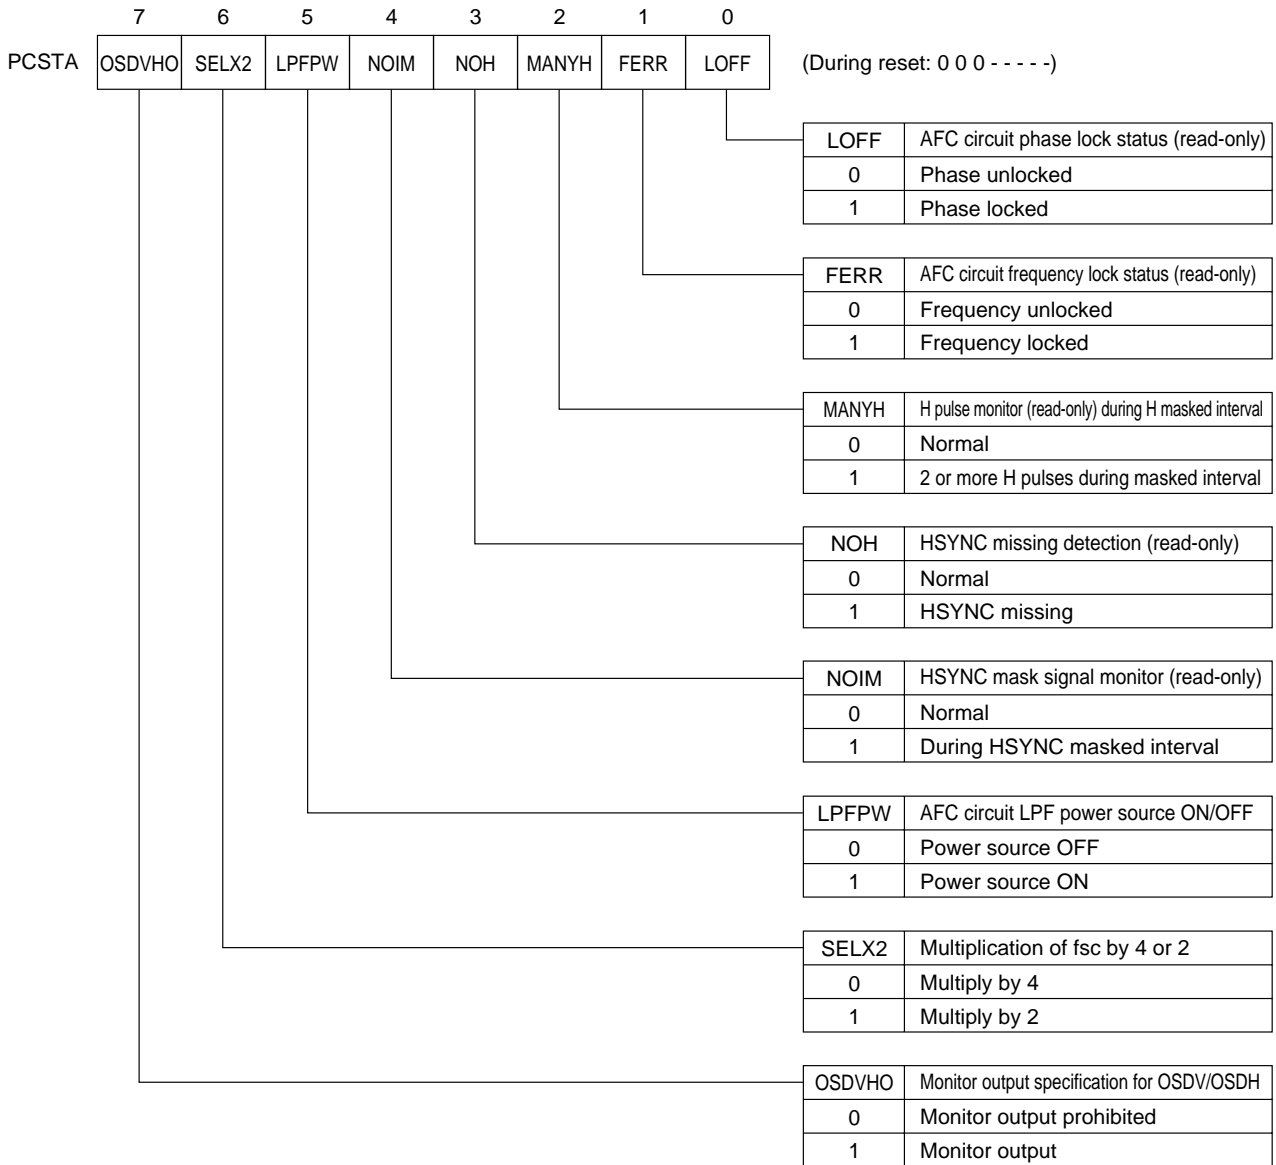 7 6 5 4 3 2 1 0
PCSTA OSDVHO SELX2 LPFPW NOIM NOH MANYH FERR LOFF (During reset: 0 0 0 - - - - -)
LOFF AFC circuit phase lock status (read-only)
0 Phase unlocked
1 Phase locked
FERR AFC circuit frequency lock status (read-only)
0 Frequency unlocked
1 Frequency locked
MANYH H pulse monitor (read-only) during H masked interval
0 Normal
1 2 or more H pulses during masked interval
NOH HSYNC missing detection (read-only)
0 Normal
1 HSYNC missing
NOIM HSYNC mask signal monitor (read-only)
0 Normal
1 During HSYNC masked interval
LPFPW AFC circuit LPF power source ON/OFF
0 Power source OFF
1 Power source ON
SELX2 Multiplication of fsc by 4 or 2
0 Multiply by 4
1 Multiply by 2
OSDVHO Monitor output specification for OSDV/OSDH
0 Monitor output prohibited
1 Monitor output